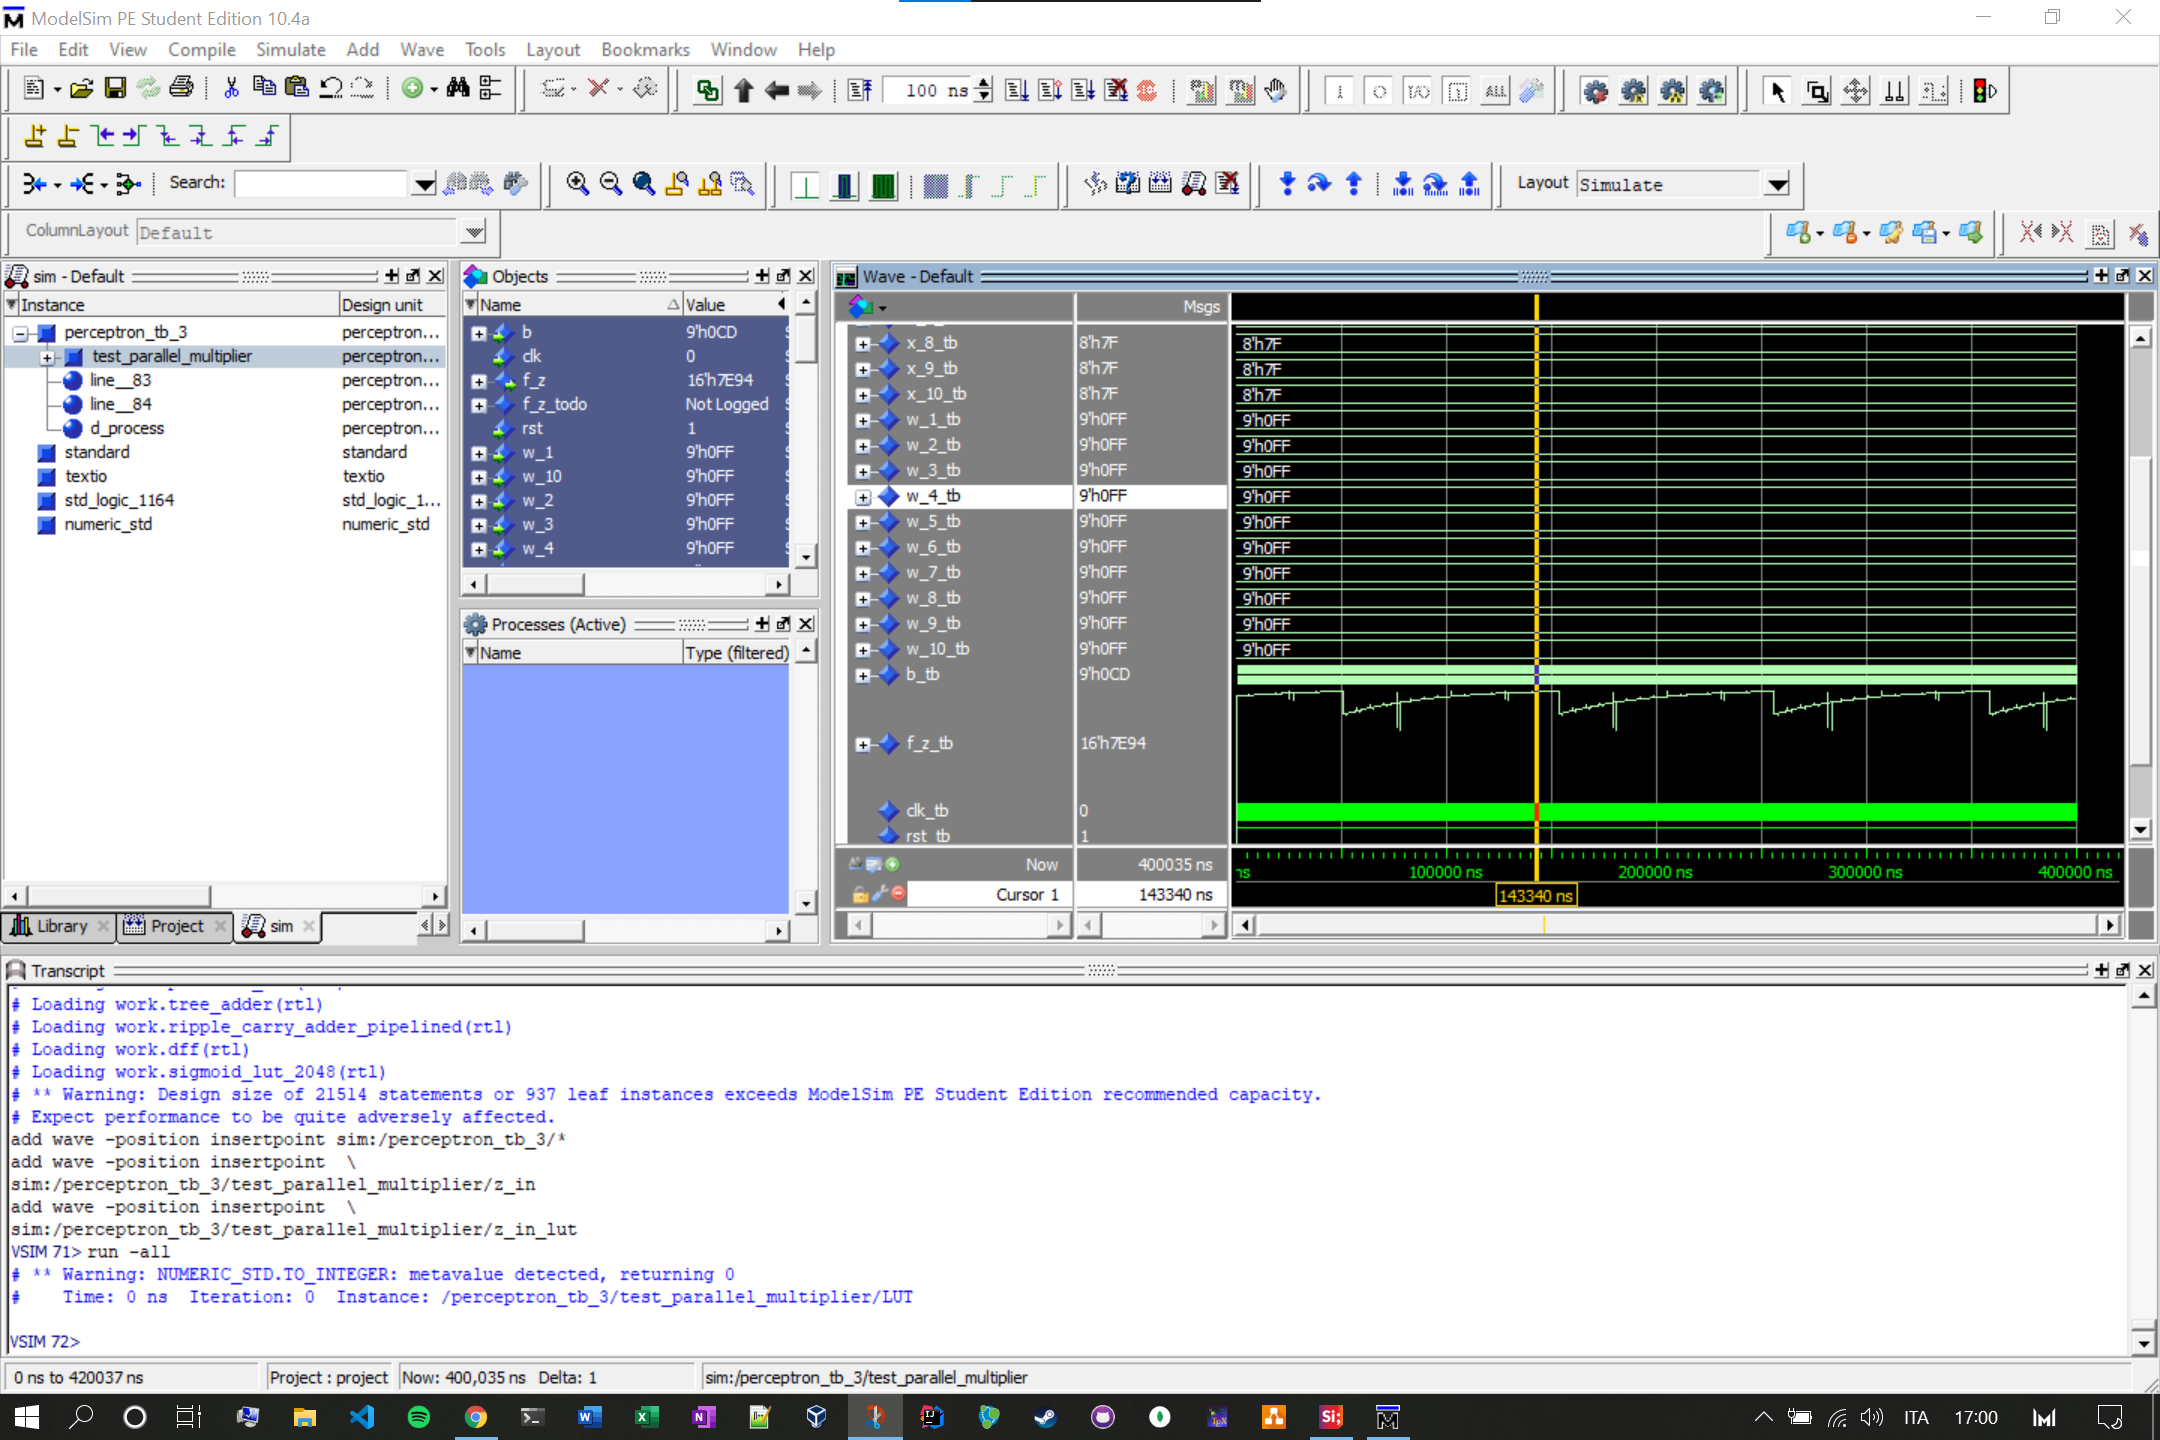 ModelSim PE Student Edition 10.4a
File Edit View Compile Simulate Add Wave Tools Layout Bookmarks Window Help
100 ns
Search:
Layout Simulate
ColumnLayout Default
sim - Default
Instance Design unit
perceptron_tb_3 perceptron...
test_parallel_multiplier perceptron...
line__83 perceptron...
line__84 perceptron...
d_process perceptron...
standard standard
textio textio
std_logic_1164 std_logic_1...
numeric_std numeric_std
Library Project sim
Objects
Name Value
b 9'h0CD
clk 0
f_z 16'h7E94
f_z_todo Not Logged
rst 1
w_1 9'h0FF
w_10 9'h0FF
w_2 9'h0FF
w_3 9'h0FF
w_4 9'h0FF
Processes (Active)
Name Type (filtered)
Wave - Default
Msgs
x_8_tb 8'h7F 8'h7F
x_9_tb 8'h7F 8'h7F
x_10_tb 8'h7F 8'h7F
w_1_tb 9'h0FF 9'h0FF
w_2_tb 9'h0FF 9'h0FF
w_3_tb 9'h0FF 9'h0FF
w_4_tb 9'h0FF 9'h0FF
w_5_tb 9'h0FF 9'h0FF
w_6_tb 9'h0FF 9'h0FF
w_7_tb 9'h0FF 9'h0FF
w_8_tb 9'h0FF 9'h0FF
w_9_tb 9'h0FF 9'h0FF
w_10_tb 9'h0FF 9'h0FF
b_tb 9'h0CD
f_z_tb 16'h7E94
clk_tb 0
rst_tb 1
Now 400035 ns ns 100000 ns 200000 ns 300000 ns 400000 ns
Cursor 1 143340 ns 143340 ns
Transcript
# Loading work.tree_adder(rtl)
# Loading work.ripple_carry_adder_pipelined(rtl)
# Loading work.dff(rtl)
# Loading work.sigmoid_lut_2048(rtl)
# ** Warning: Design size of 21514 statements or 937 leaf instances exceeds ModelSim PE Student Edition recommended capacity.
# Expect performance to be quite adversely affected.
add wave -position insertpoint sim:/perceptron_tb_3/*
add wave -position insertpoint \
sim:/perceptron_tb_3/test_parallel_multiplier/z_in
add wave -position insertpoint \
sim:/perceptron_tb_3/test_parallel_multiplier/z_in_lut
VSIM 71> run -all
# ** Warning: NUMERIC_STD.TO_INTEGER: metavalue detected, returning 0
# Time: 0 ns Iteration: 0 Instance: /perceptron_tb_3/test_parallel_multiplier/LUT
VSIM 72>
0 ns to 420037 ns Project : project Now: 400,035 ns Delta: 1 sim:/perceptron_tb_3/test_parallel_multiplier
ITA 17:00